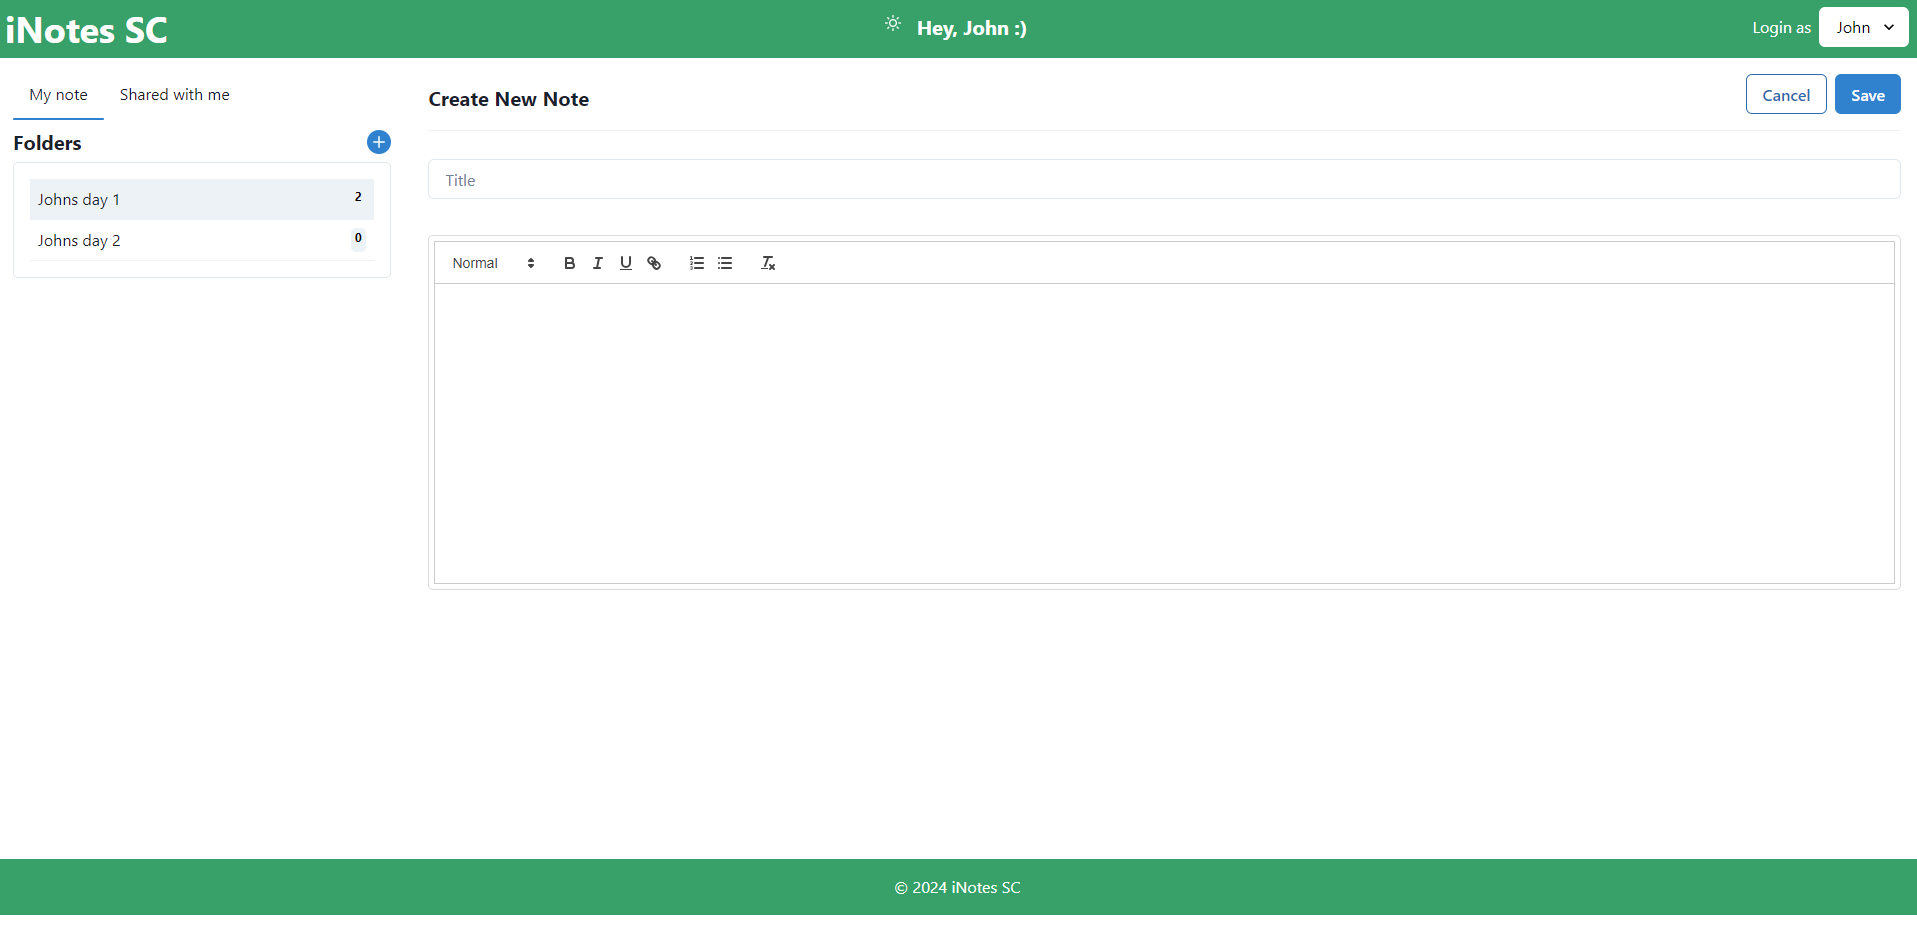 iNotes SC
Hey, John :)
Login as
John
My note
Shared with me
Folders
Johns day 1
2
Johns day 2
0
Create New Note
Cancel
Save
Title
Normal
© 2024 iNotes SC